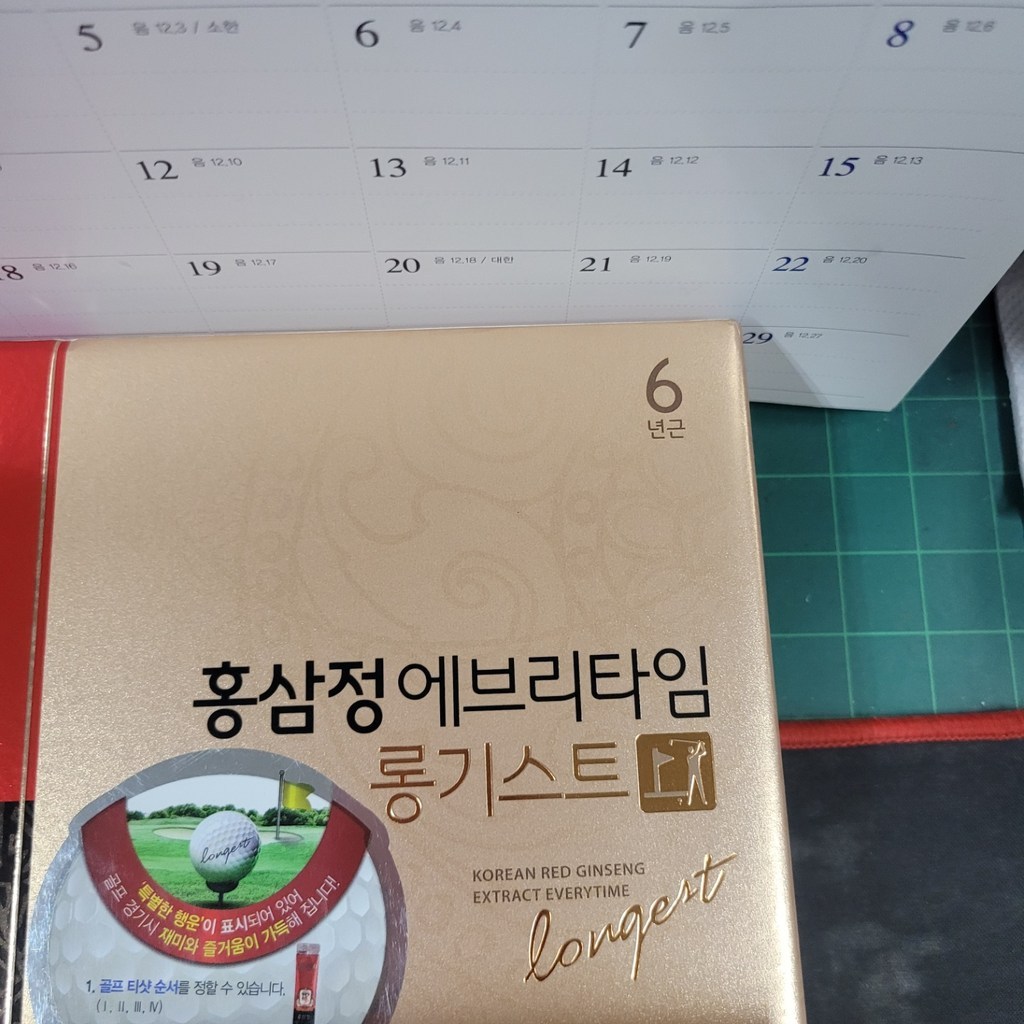 5 음 12.3 / 소한 6 음 12.4 7 음 12.5 8 음 12.6
12 음 12.10 13 음 12.11 14 음 12.12 15 음 12.13
18 음 12.16 19 음 12.17 20 음 12.18 / 대한 21 음 12.19 22 음 12.20
29 음 12.27
6
년근
홍삼정 에브리타임
롱기스트
KOREAN RED GINSENG
EXTRACT EVERYTIME
longest
longest
'특별한 행운'이 표시되어 있어
골프 경기시 재미와 즐거움이 가득해 집니다!
1. 골프 티샷 순서를 정할 수 있습니다.
(Ⅰ, Ⅱ, Ⅲ, Ⅳ)